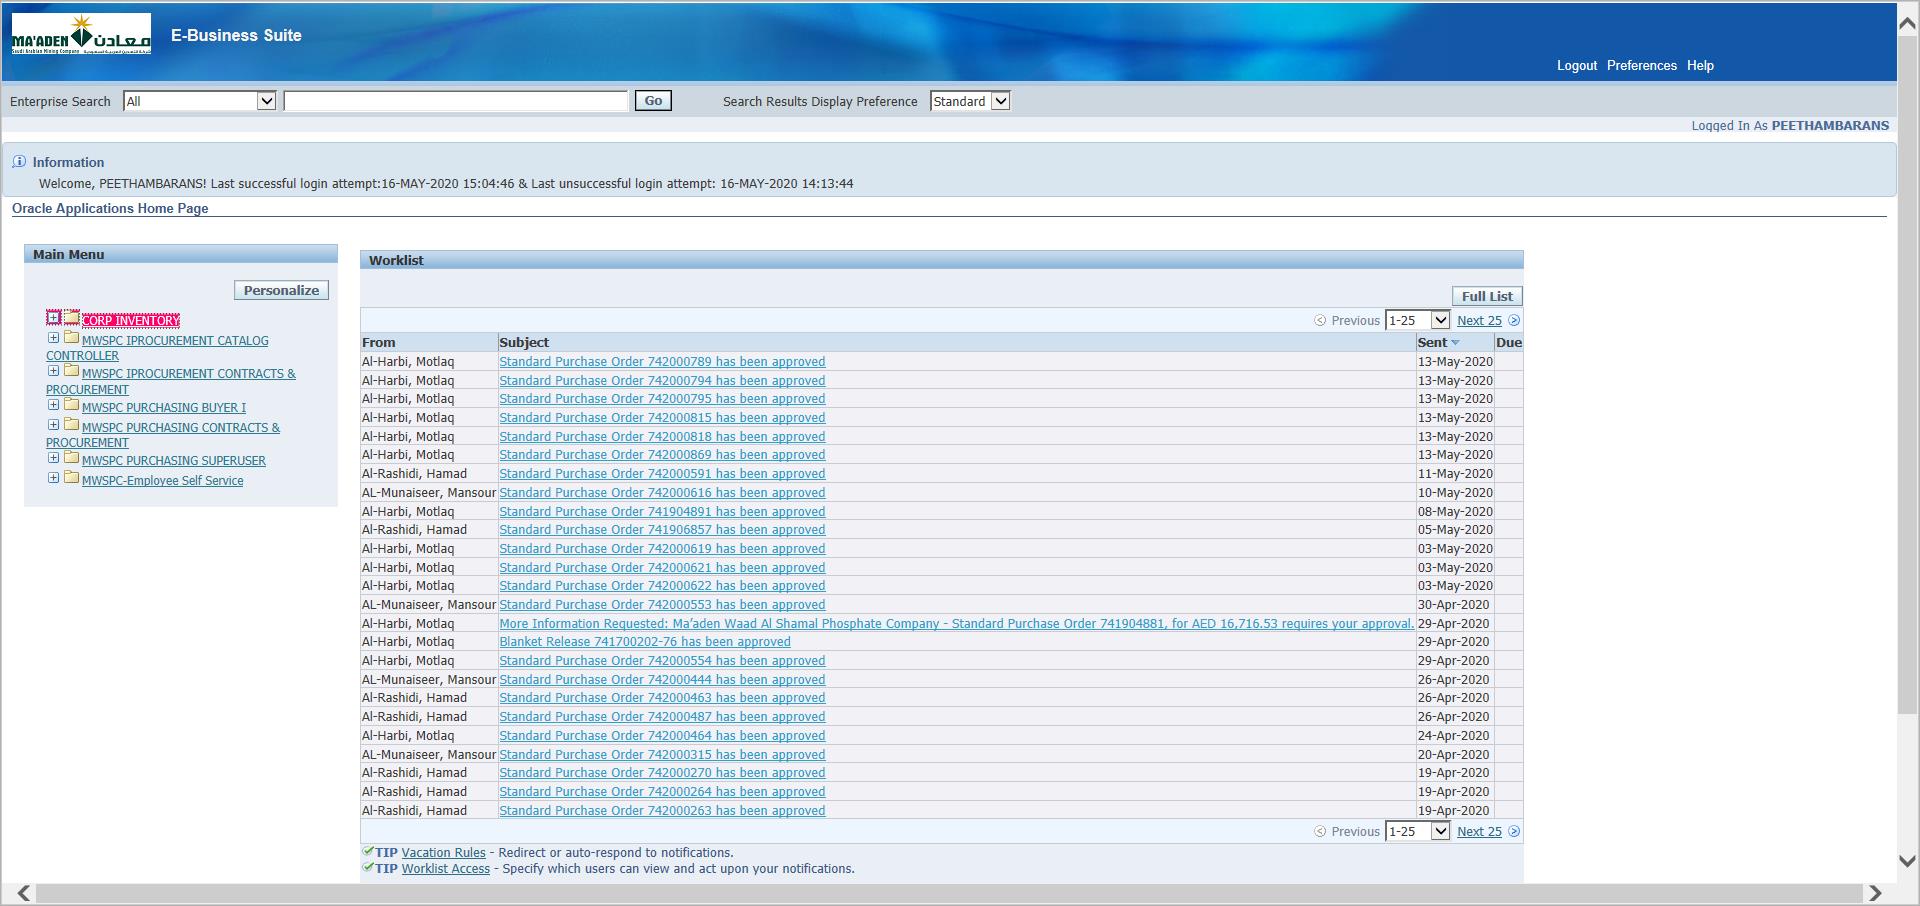 MA'ADEN معادن
Saudi Arabian Mining Company
E-Business Suite
Logout Preferences Help
Enterprise Search All Go Search Results Display Preference Standard
Logged In As PEETHAMBARANS
Information
Welcome, PEETHAMBARANS! Last successful login attempt:16-MAY-2020 15:04:46 & Last unsuccessful login attempt: 16-MAY-2020 14:13:44
Oracle Applications Home Page
Main Menu
Personalize
CORP INVENTORY
MWSPC IPROCUREMENT CATALOG
CONTROLLER
MWSPC IPROCUREMENT CONTRACTS &
PROCUREMENT
MWSPC PURCHASING BUYER I
MWSPC PURCHASING CONTRACTS &
PROCUREMENT
MWSPC PURCHASING SUPERUSER
MWSPC-Employee Self Service
Worklist
Full List
Previous 1-25 Next 25
From Subject Sent Due
Al-Harbi, Motlaq Standard Purchase Order 742000789 has been approved 13-May-2020
Al-Harbi, Motlaq Standard Purchase Order 742000794 has been approved 13-May-2020
Al-Harbi, Motlaq Standard Purchase Order 742000795 has been approved 13-May-2020
Al-Harbi, Motlaq Standard Purchase Order 742000815 has been approved 13-May-2020
Al-Harbi, Motlaq Standard Purchase Order 742000818 has been approved 13-May-2020
Al-Harbi, Motlaq Standard Purchase Order 742000869 has been approved 13-May-2020
Al-Rashidi, Hamad Standard Purchase Order 742000591 has been approved 11-May-2020
AL-Munaiseer, Mansour Standard Purchase Order 742000616 has been approved 10-May-2020
Al-Harbi, Motlaq Standard Purchase Order 741904891 has been approved 08-May-2020
Al-Rashidi, Hamad Standard Purchase Order 741906857 has been approved 05-May-2020
Al-Harbi, Motlaq Standard Purchase Order 742000619 has been approved 03-May-2020
Al-Harbi, Motlaq Standard Purchase Order 742000621 has been approved 03-May-2020
Al-Harbi, Motlaq Standard Purchase Order 742000622 has been approved 03-May-2020
AL-Munaiseer, Mansour Standard Purchase Order 742000553 has been approved 30-Apr-2020
Al-Harbi, Motlaq More Information Requested: Ma'aden Waad Al Shamal Phosphate Company - Standard Purchase Order 741904881, for AED 16,716.53 requires your approval. 29-Apr-2020
Al-Harbi, Motlaq Blanket Release 741700202-76 has been approved 29-Apr-2020
Al-Harbi, Motlaq Standard Purchase Order 742000554 has been approved 29-Apr-2020
AL-Munaiseer, Mansour Standard Purchase Order 742000444 has been approved 26-Apr-2020
Al-Rashidi, Hamad Standard Purchase Order 742000463 has been approved 26-Apr-2020
Al-Rashidi, Hamad Standard Purchase Order 742000487 has been approved 26-Apr-2020
Al-Harbi, Motlaq Standard Purchase Order 742000464 has been approved 24-Apr-2020
AL-Munaiseer, Mansour Standard Purchase Order 742000315 has been approved 20-Apr-2020
Al-Rashidi, Hamad Standard Purchase Order 742000270 has been approved 19-Apr-2020
Al-Rashidi, Hamad Standard Purchase Order 742000264 has been approved 19-Apr-2020
Al-Rashidi, Hamad Standard Purchase Order 742000263 has been approved 19-Apr-2020
Previous 1-25 Next 25
TIP Vacation Rules - Redirect or auto-respond to notifications.
TIP Worklist Access - Specify which users can view and act upon your notifications.